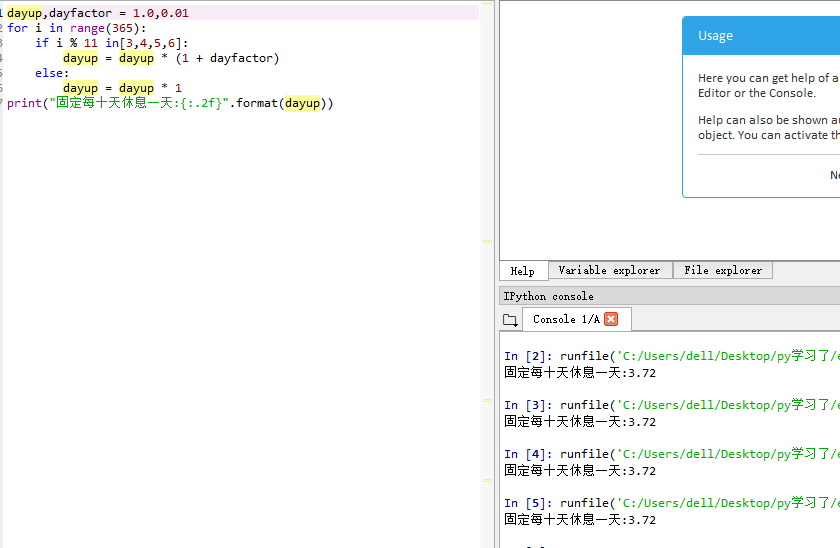 dayup,dayfactor = 1.0,0.01
for i in range(365):
if i % 11 in[3,4,5,6]:
dayup = dayup * (1 + dayfactor)
else:
dayup = dayup * 1
print("固定每十天休息一天:{:.2f}".format(dayup))
Usage
Here you can get help of a
Editor or the Console.
Help can also be shown au
object. You can activate th
Help
Variable explorer
File explorer
IPython console
Console 1/A
In [2]: runfile('C:/Users/dell/Desktop/py学习了/e
固定每十天休息一天:3.72
In [3]: runfile('C:/Users/dell/Desktop/py学习了/e
固定每十天休息一天:3.72
In [4]: runfile('C:/Users/dell/Desktop/py学习了/e
固定每十天休息一天:3.72
In [5]: runfile('C:/Users/dell/Desktop/py学习了/e
固定每十天休息一天:3.72